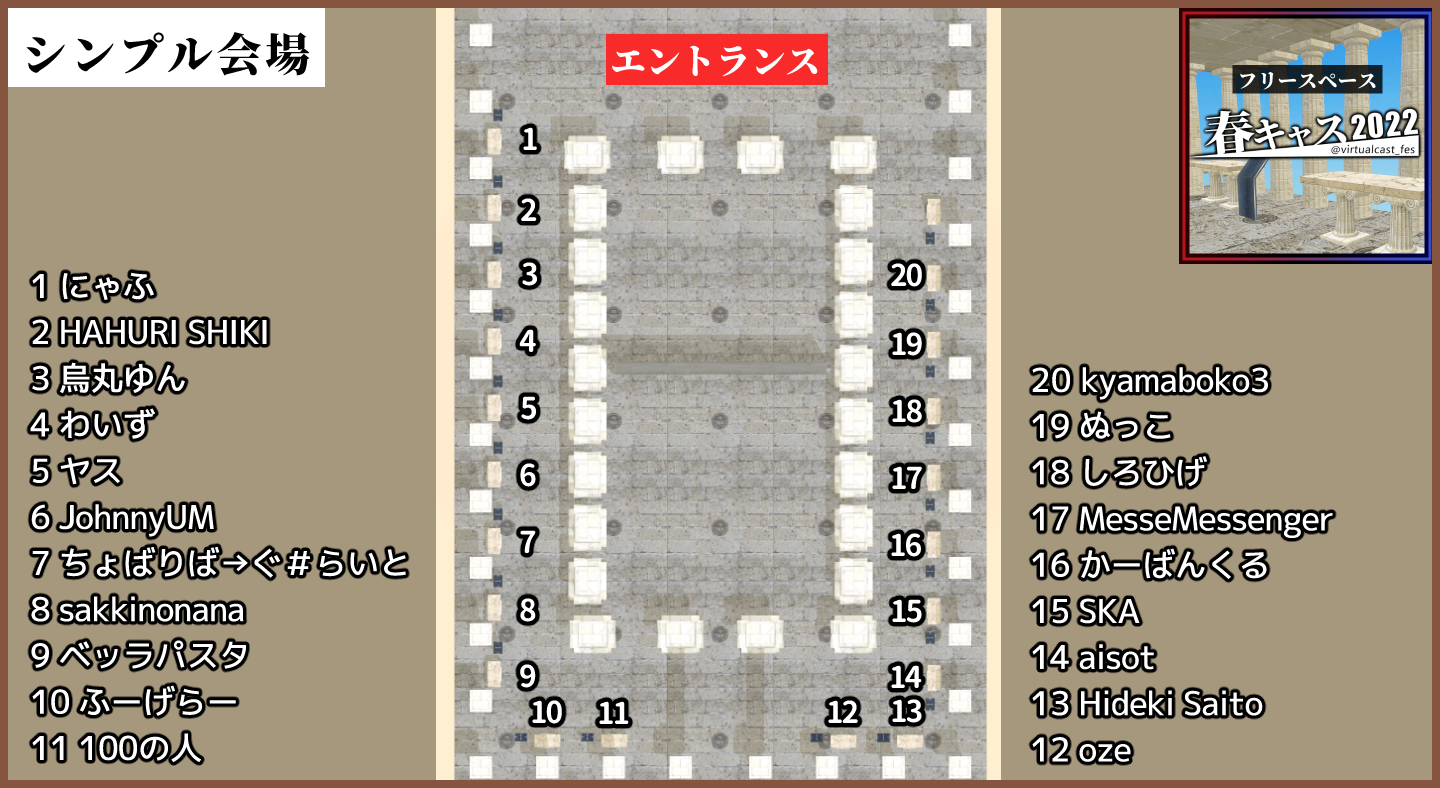 シンプル会場
エントランス
フリースペース
春キャス2022
@virtualcast_fes
1 にゃふ
2 HAHURI SHIKI
3 烏丸ゆん
4 わいず
5 ヤス
6 JohnnyUM
7 ちょばりば→ぐ＃らいと
8 sakkinonana
9 ベッラパスタ
10 ふーげらー
11 100の人
1
2
3
4
5
6
7
8
9
10
11
12
13
14
15
16
17
18
19
20
20 kyamaboko3
19 ぬっこ
18 しろひげ
17 MesseMessenger
16 かーばんくる
15 SKA
14 aisot
13 Hideki Saito
12 oze